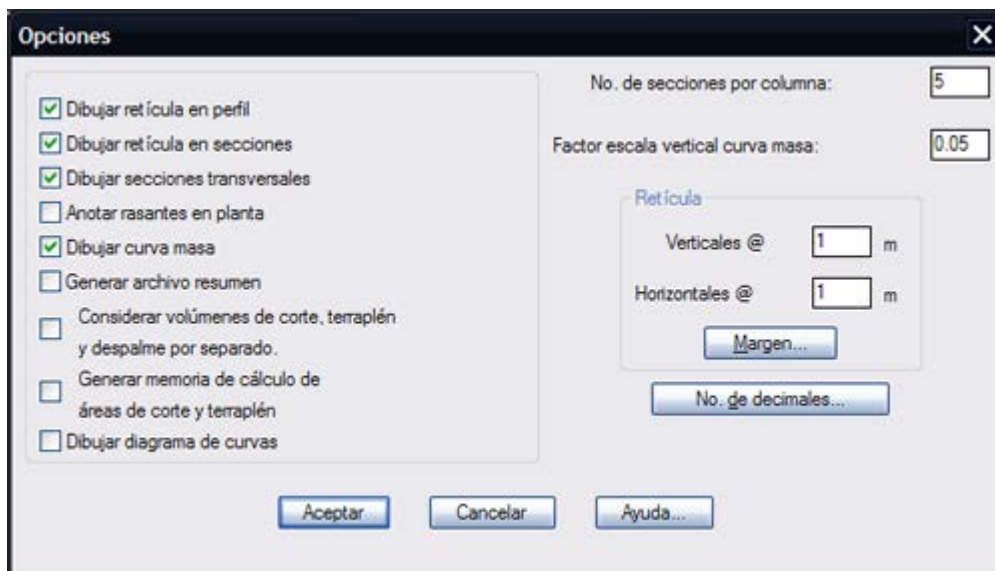 Opciones
Dibujar retícula en perfil
Dibujar retícula en secciones
Dibujar secciones transversales
Anotar rasantes en planta
Dibujar curva masa
Generar archivo resumen
Considerar volúmenes de corte, terraplén
y despalme por separado.
Generar memoria de cálculo de
áreas de corte y terraplén
Dibujar diagrama de curvas
No. de secciones por columna: 5
Factor escala vertical curva masa: 0.05
Retícula
Verticales @ 1 m
Horizontales @ 1 m
Margen...
No. de decimales...
Aceptar Cancelar Ayuda...